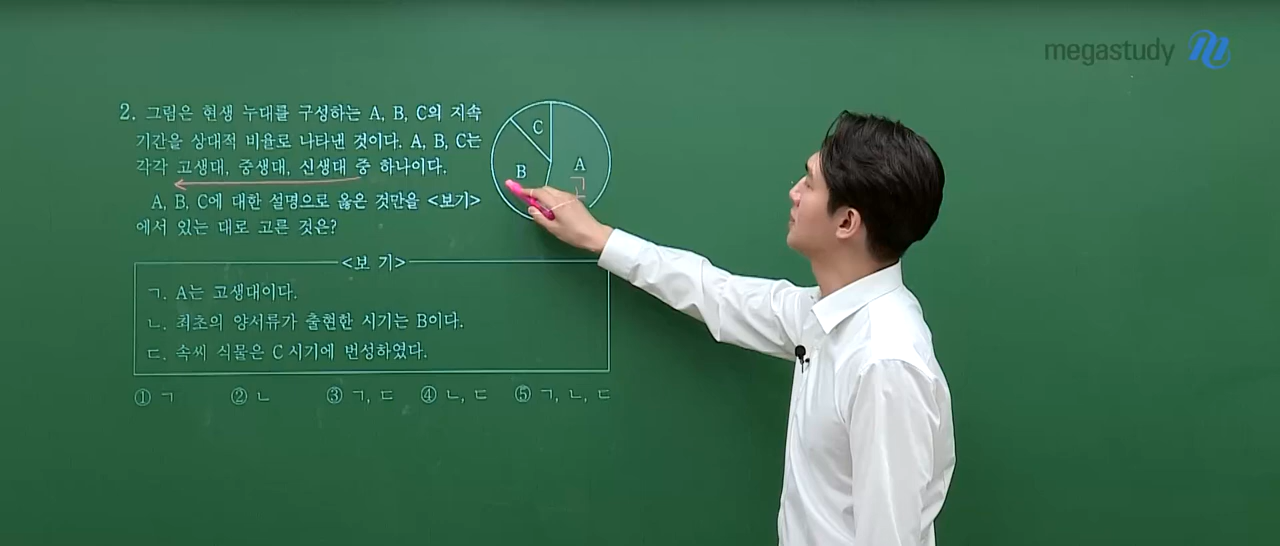 megastudy
2. 그림은 현생 누대를 구성하는 A, B, C의 지속
기간을 상대적 비율로 나타낸 것이다. A, B, C는
각각 고생대, 중생대, 신생대 중 하나이다.
A, B, C에 대한 설명으로 옳은 것만을 <보기>
에서 있는 대로 고른 것은?
C
A
B
<보 기>
ㄱ. A는 고생대이다.
ㄴ. 최초의 양서류가 출현한 시기는 B이다.
ㄷ. 속씨 식물은 C 시기에 번성하였다.
① ㄱ ② ㄴ ③ ㄱ, ㄷ ④ ㄴ, ㄷ ⑤ ㄱ, ㄴ, ㄷ